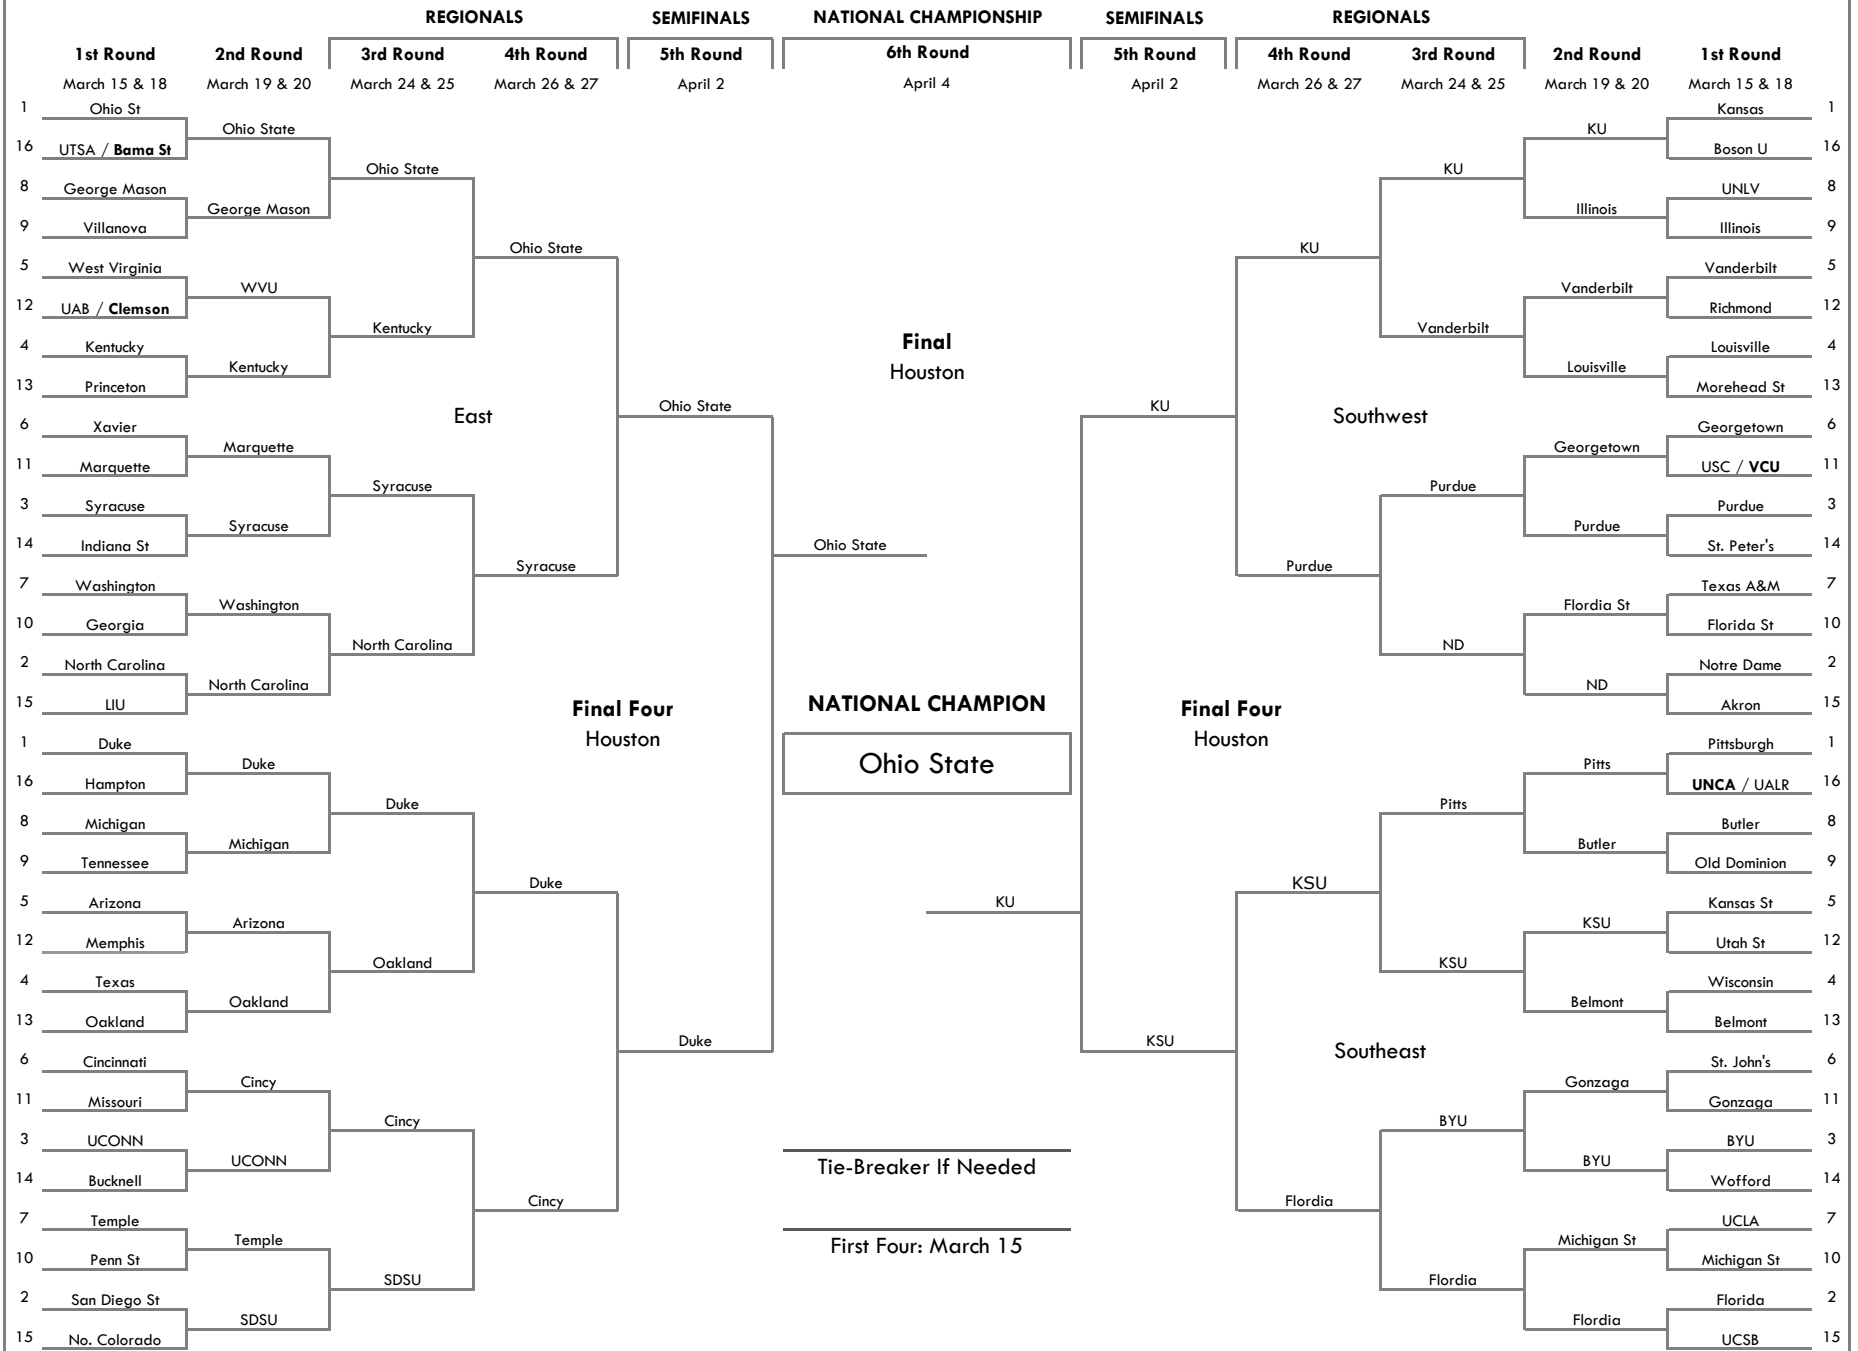 REGIONALS SEMIFINALS NATIONAL CHAMPIONSHIP SEMIFINALS REGIONALS
1st Round 2nd Round 3rd Round 4th Round 5th Round 6th Round 5th Round 4th Round 3rd Round 2nd Round 1st Round
March 15 & 18 March 19 & 20 March 24 & 25 March 26 & 27 April 2 April 4 April 2 March 26 & 27 March 24 & 25 March 19 & 20 March 15 & 18
1 Ohio St Kansas 1
Ohio State KU
16 UTSA / Bama St Boson U 16
Ohio State KU
8 George Mason UNLV 8
George Mason Illinois
9 Villanova Illinois 9
Ohio State KU
5 West Virginia Vanderbilt 5
WVU Vanderbilt
12 UAB / Clemson Richmond 12
Kentucky Final Vanderbilt
4 Kentucky Louisville 4
Kentucky Houston Louisville
13 Princeton Morehead St 13
Ohio State KU
East Southwest
6 Xavier Georgetown 6
Marquette Georgetown
11 Marquette USC / VCU 11
Syracuse Purdue
3 Syracuse Purdue 3
Syracuse Purdue
14 Indiana St Ohio State St. Peter's 14
Syracuse Purdue
7 Washington Texas A&M 7
Washington Flordia St
10 Georgia Florida St 10
North Carolina ND
2 North Carolina Notre Dame 2
North Carolina ND
15 LIU Akron 15
Final Four NATIONAL CHAMPION Final Four
Houston Houston
1 Duke Pittsburgh 1
Duke Ohio State Pitts
16 Hampton UNCA / UALR 16
Duke Pitts
8 Michigan Butler 8
Michigan Butler
9 Tennessee Old Dominion 9
Duke KSU
5 Arizona KU Kansas St 5
Arizona KSU
12 Memphis Utah St 12
Oakland KSU
4 Texas Wisconsin 4
Oakland Belmont
13 Oakland Belmont 13
Duke KSU
Southeast
6 Cincinnati St. John's 6
Cincy Gonzaga
11 Missouri Gonzaga 11
Cincy BYU
3 UCONN BYU 3
UCONN Tie-Breaker If Needed BYU
14 Bucknell Wofford 14
Cincy Flordia
7 Temple UCLA 7
Temple First Four: March 15 Michigan St
10 Penn St Michigan St 10
SDSU Flordia
2 San Diego St Florida 2
SDSU Flordia
15 No. Colorado UCSB 15